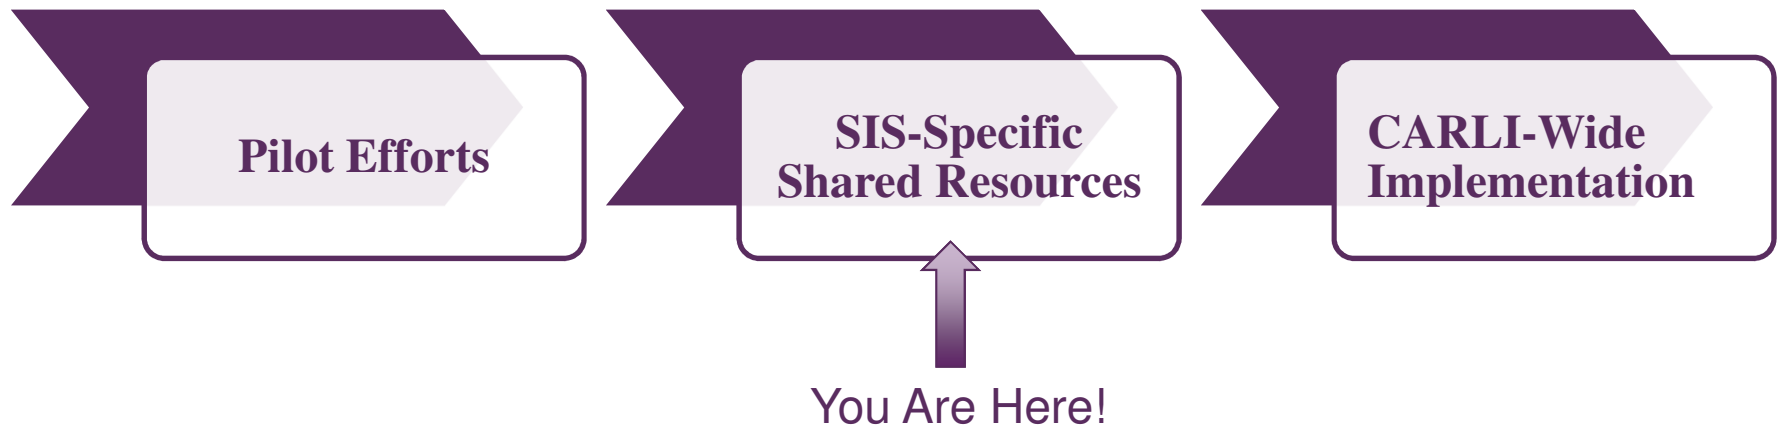 Pilot Efforts
SIS-Specific
Shared Resources
CARLI-Wide
Implementation
You Are Here!